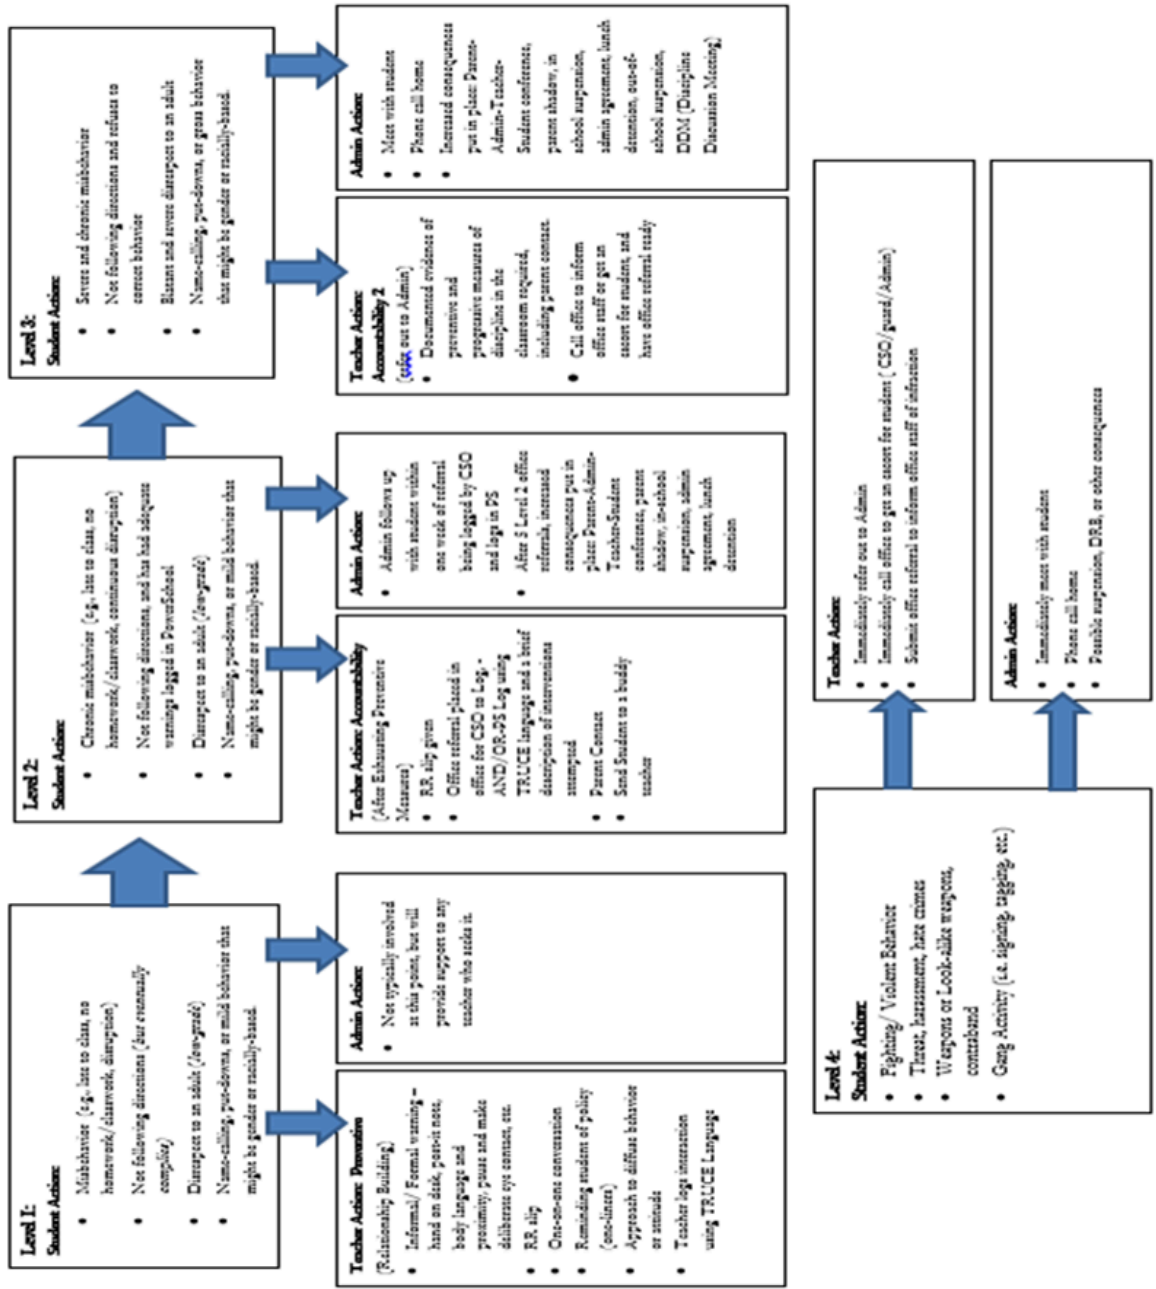 Level I:
Student Action:
• Misbehavior (e.g., late to class, no
homework/classwork, disruption)
• Not following directions (but eventually
complies)
• Disrespect to an adult (low-grade)
• Name-calling, put-downs, or mild behavior that
might be gender or racially-based.
Teacher Action: Preventive
(Relationship Building)
• Informal/ Formal warning –
hand on desk, post-it note,
body language and
proximity, pause and make
deliberate eye contact, etc.
• RR slip
• One-on-one conversation
• Reminding student of policy
(one-liners)
• Approach to diffuse behavior
or attitude
• Teacher logs interaction
using TRUCE Language
Admin Action:
• Not typically involved
at this point, but will
provide support to any
teacher who seeks it.
Level 2:
Student Action:
• Chronic misbehavior (e.g., late to class, no
homework/classwork, continuous disruption)
• Not following directions, and has had adequate
warnings logged in PowerSchool
• Disrespect to an adult (low-grade)
• Name-calling, put-downs, or mild behavior that
might be gender or racially-based.
Teacher Action: Accountability
(After Exhausting Preventive
Measures)
• RR slip given
• Office referral placed in
office for CSO to Log, -
AND/OR-PS Log using
TRUCE language and a brief
description of interventions
attempted
• Parent Contact
• Send Student to a buddy
teacher
Admin Action:
• Admin follows up
with student within
one week of referral
being logged by CSO
and logs in PS
• After 5 Level 2 office
referrals, increased
consequences put in
place: Parent-Admin-
Teacher-Student
conference, parent
shadow, in-school
suspension, admin
agreement, lunch
detention
Level 3:
Student Action:
• Severe and chronic misbehavior
• Not following directions and refuses to
correct behavior
• Blatant and severe disrespect to an adult
• Name-calling, put-downs, or gross behavior
that might be gender or racially-based.
Teacher Action:
Accountability 2
(refer out to Admin)
• Documented evidence of
preventive and
progressive measures of
discipline in the
classroom required,
including parent contact.
• Call office to inform
office staff or get an
escort for student, and
have office referral ready
Admin Action:
• Meet with student
• Phone call home
• Increased consequences
put in place: Parent-
Admin-Teacher-
Student conference,
parent shadow, in
school suspension,
admin agreement, lunch
detention, out-of-
school suspension,
DDM (Discipline
Discussion Meeting)
Level 4:
Student Action:
• Fighting/ Violent Behavior
• Threat, harassment, hate crimes
• Weapons or Look-alike weapons,
contraband
• Gang Activity (i.e. signing, tagging, etc.)
Teacher Action:
• Immediately refer out to Admin
• Immediately call office to get an escort for student ( CSO/guard/Admin)
• Submit office referral to inform office staff of infraction
Admin Action:
• Immediately meet with student
• Phone call home
• Possible suspension, DRB, or other consequences